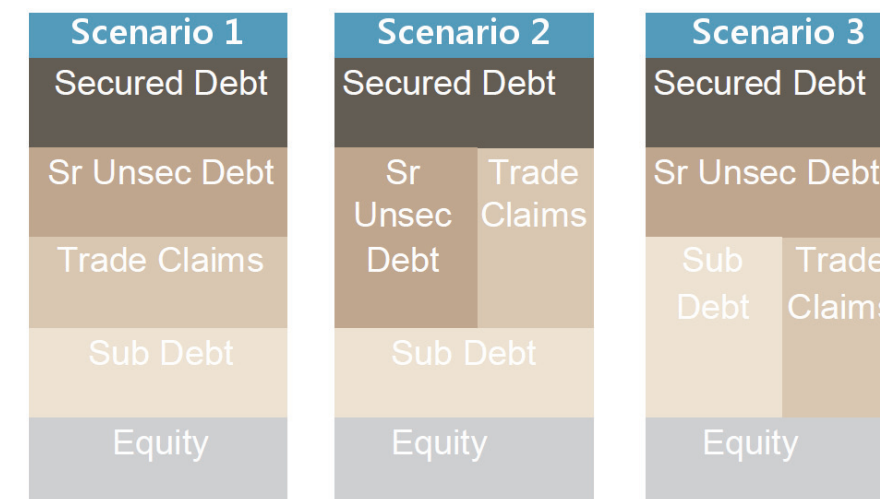 Scenario 1
Secured Debt
Sr Unsec Debt
Trade Claims
Sub Debt
Equity
Scenario 2
Secured Debt
Sr
Unsec
Debt
Trade
Claims
Sub Debt
Equity
Scenario 3
Secured Debt
Sr Unsec Debt
Sub
Debt
Trade
Claims
Equity